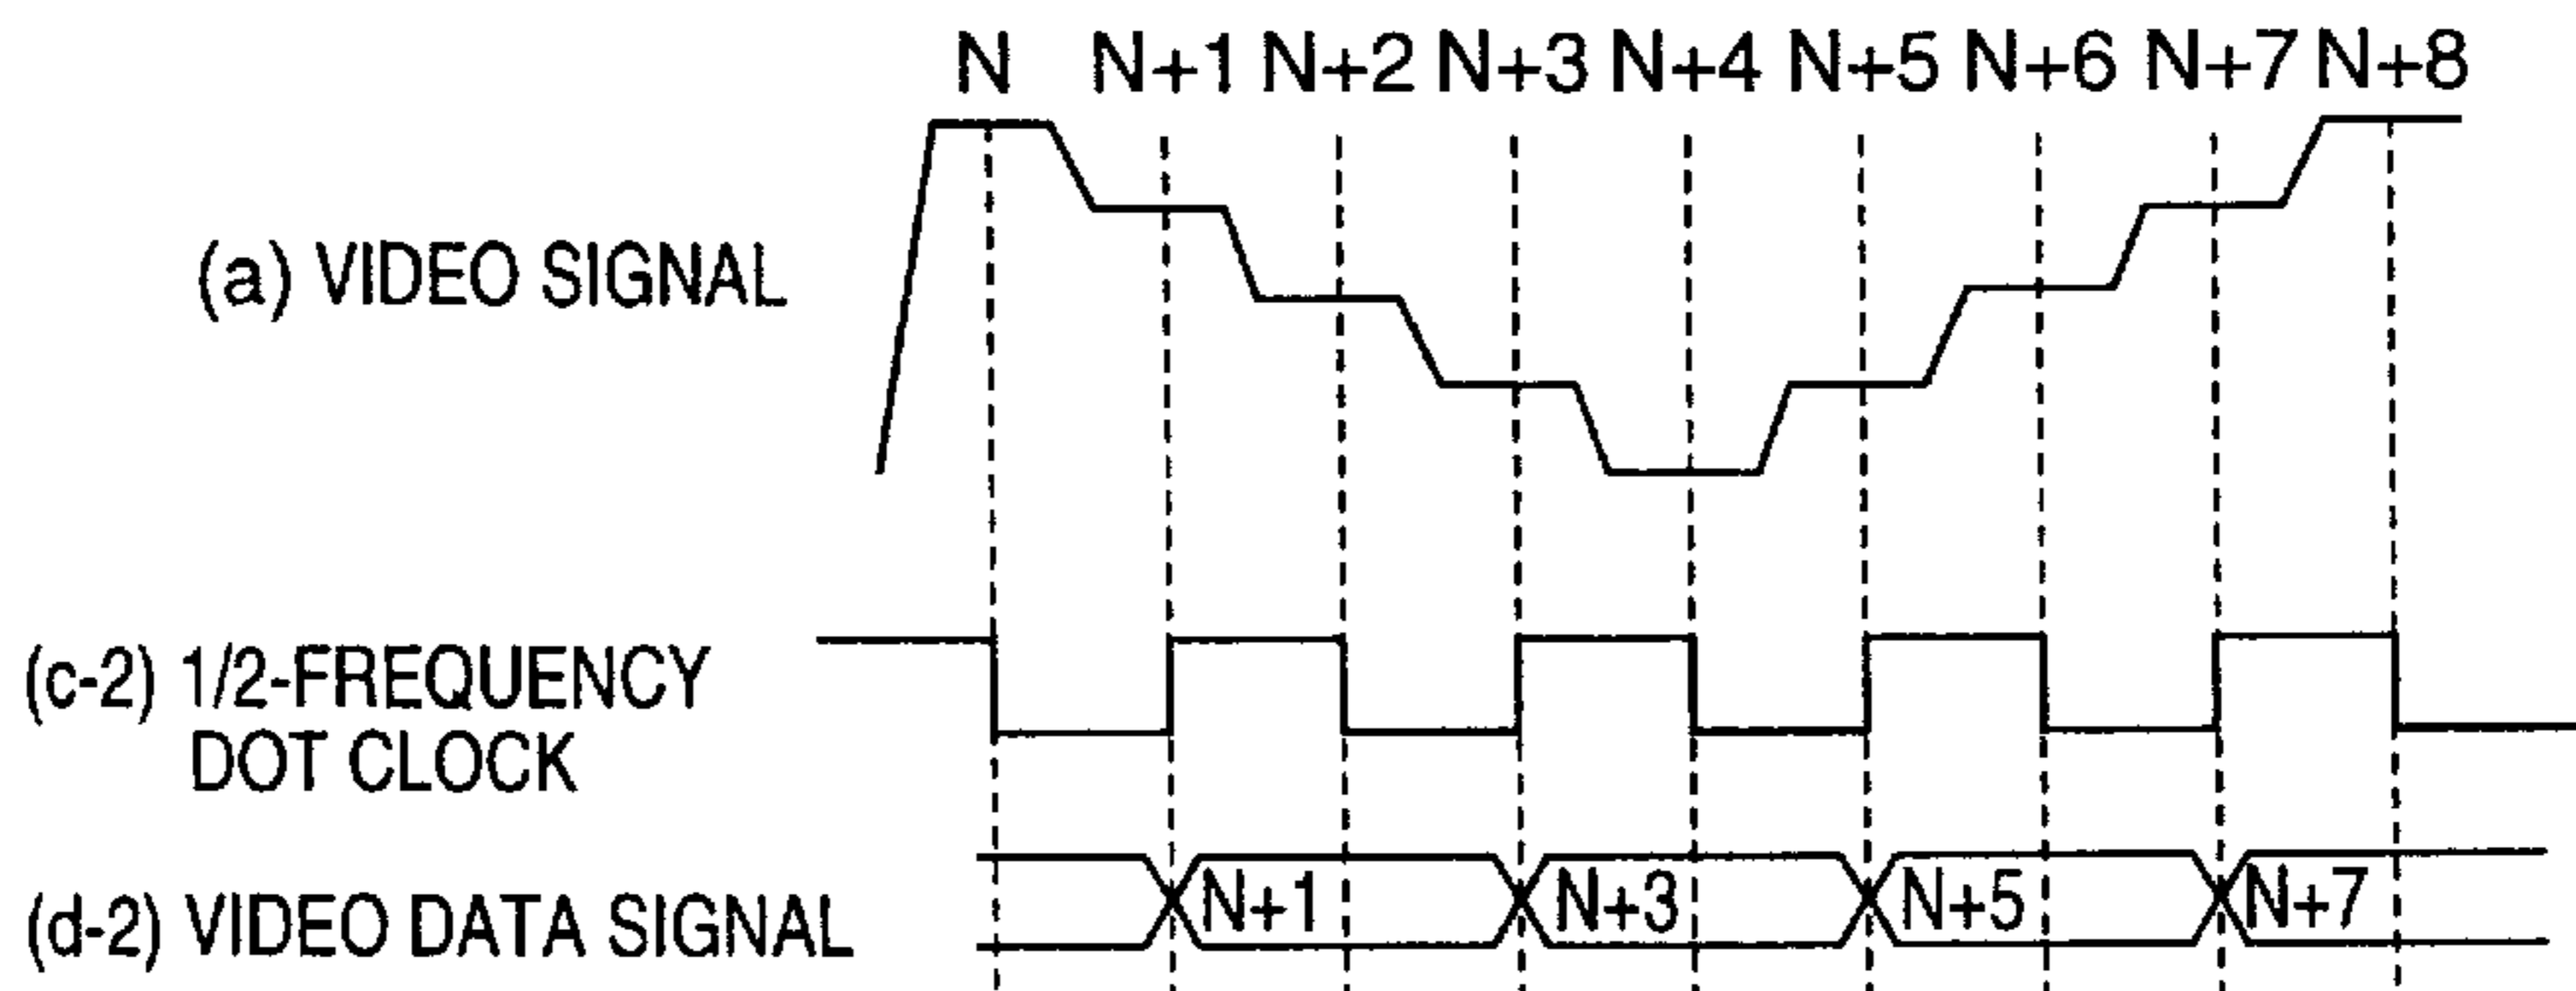 N N+1 N+2 N+3 N+4 N+5 N+6 N+7 N+8
(a) VIDEO SIGNAL
(c-2) 1/2-FREQUENCY
DOT CLOCK
(d-2) VIDEO DATA SIGNAL
N+1 N+3 N+5 N+7